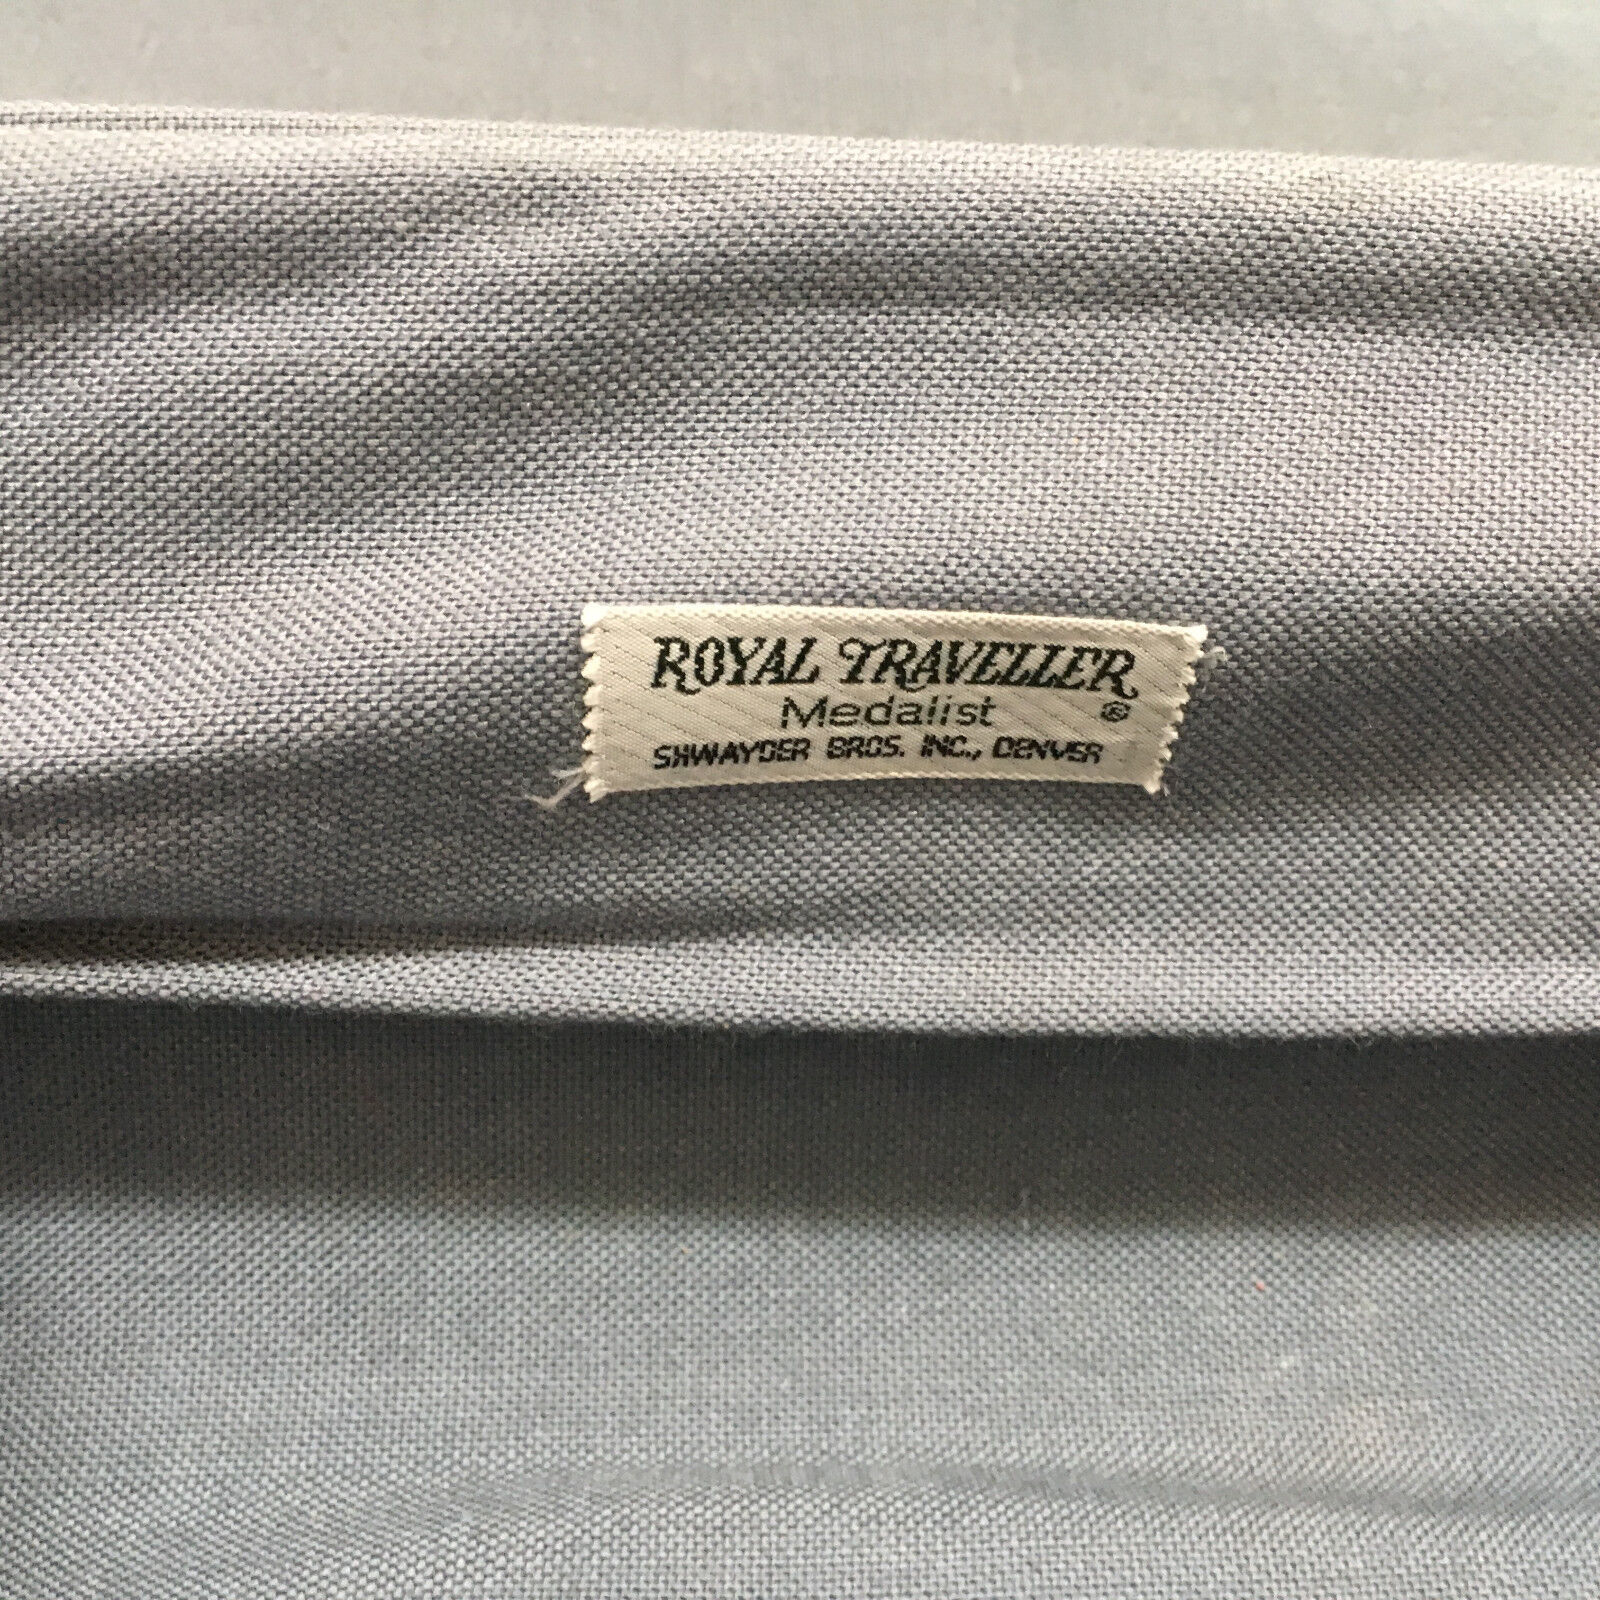 ROYAL TRAVELLER
Medalist ®
SHWAYDER BROS. INC., DENVER